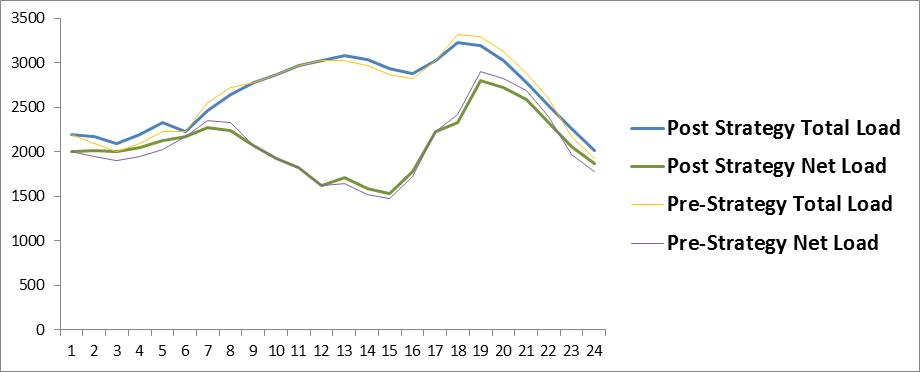 3500
3000
2500
2000
1500
1000
500
0
1 2 3 4 5 6 7 8 9 10 11 12 13 14 15 16 17 18 19 20 21 22 23 24
Post Strategy Total Load
Post Strategy Net Load
Pre-Strategy Total Load
Pre-Strategy Net Load